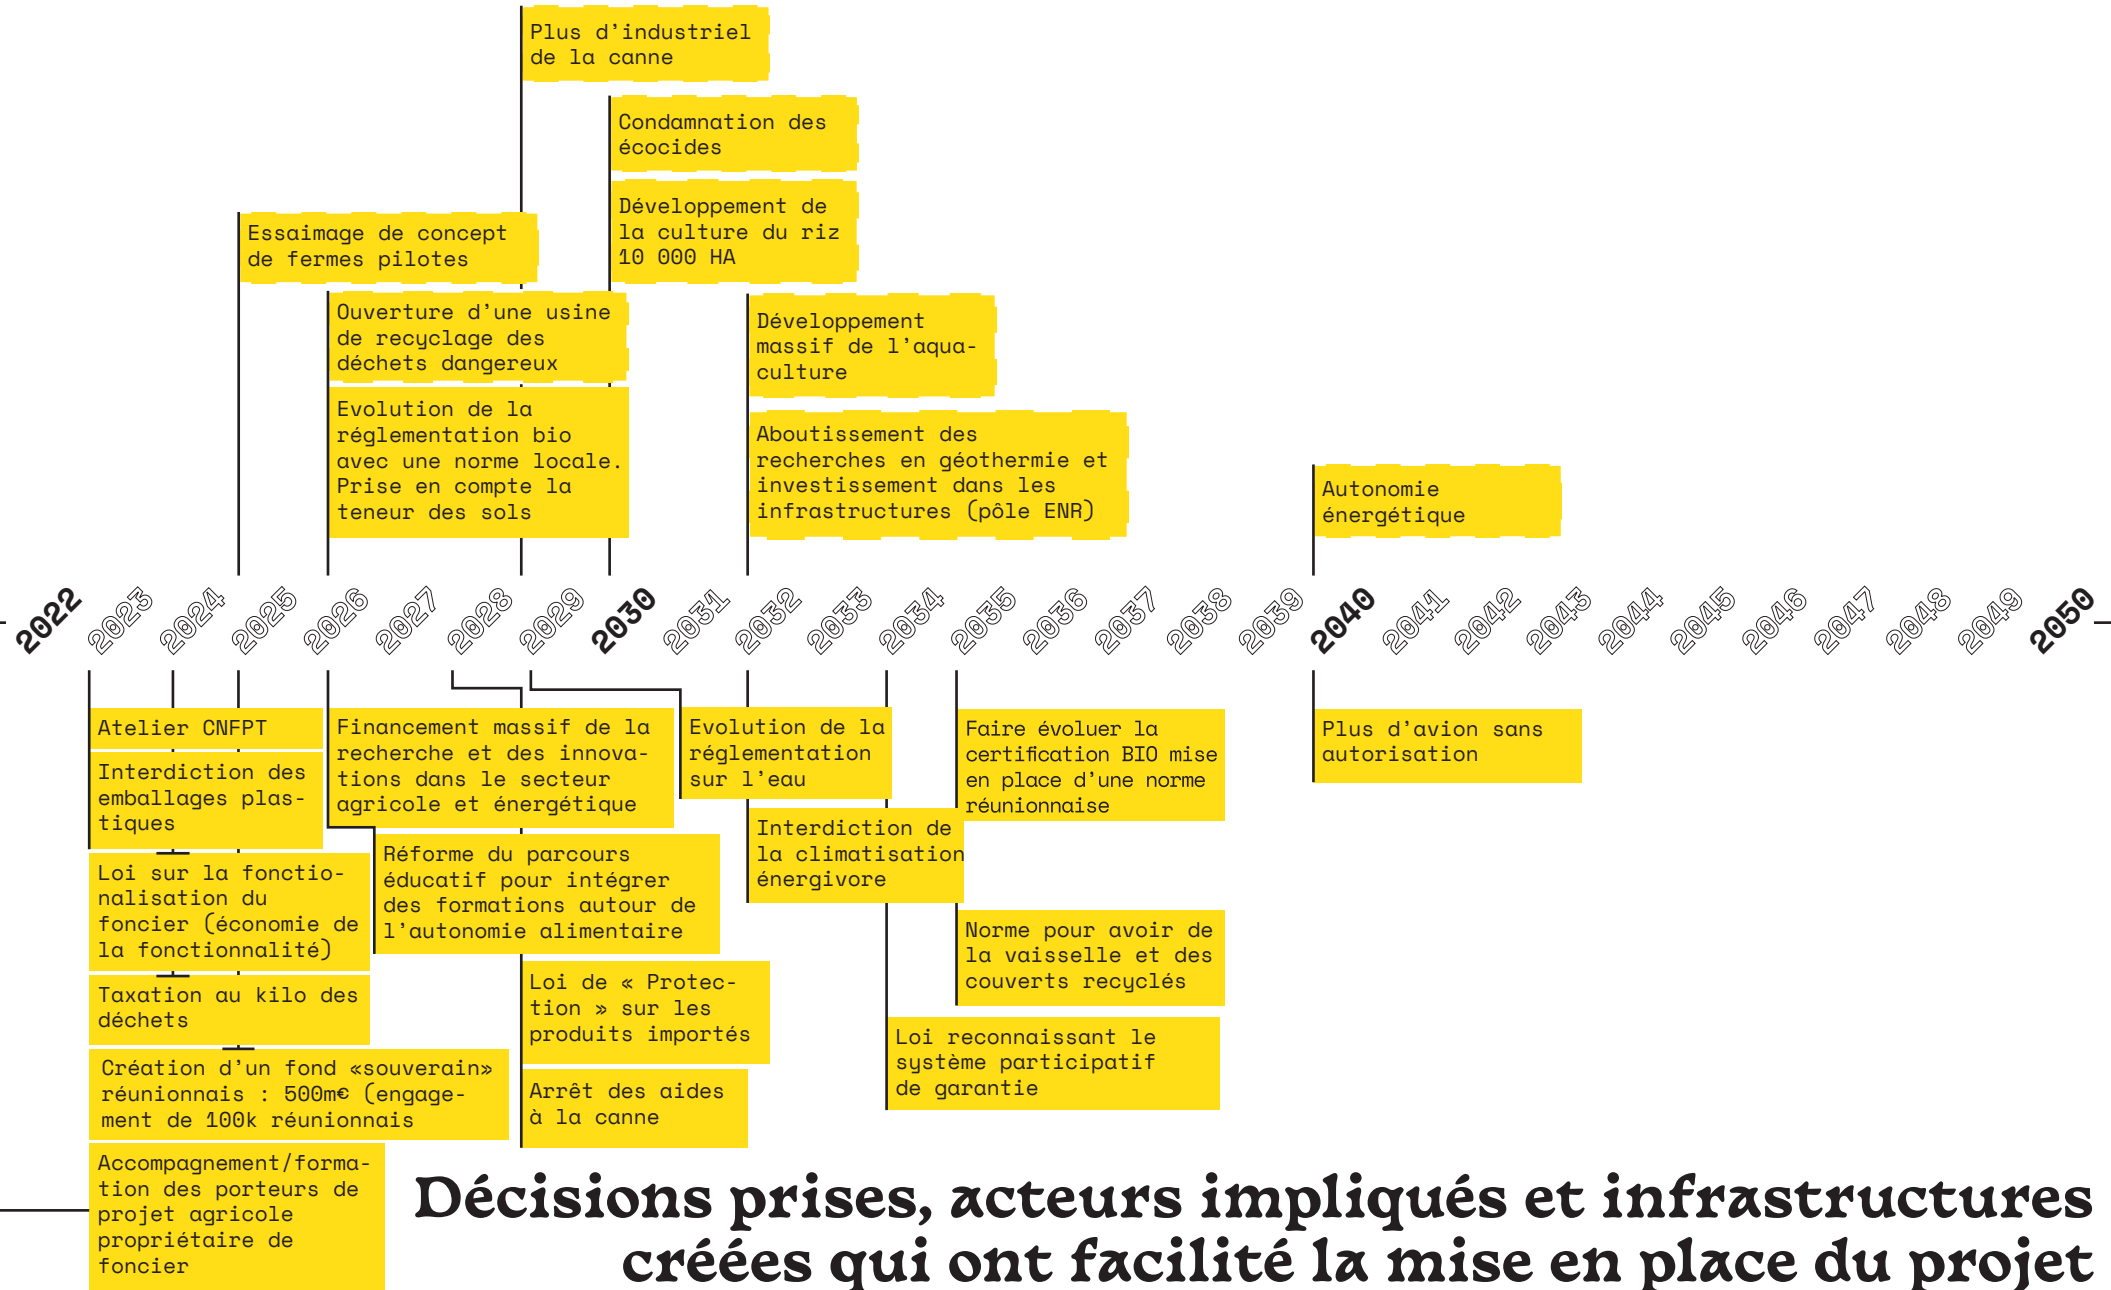 Plus d’industriel
de la canne
Condamnation des
écocides
Développement de
la culture du riz
10 000 HA
Essaimage de concept
de fermes pilotes
Ouverture d’une usine
de recyclage des
déchets dangereux
Evolution de la
réglementation bio
avec une norme locale.
Prise en compte la
teneur des sols
Développement
massif de l’aqua-
culture
Aboutissement des
recherches en géothermie et
investissement dans les
infrastructures (pôle ENR)
Autonomie
énergétique
2022
2023
2024
2025
2026
2027
2028
2029
2030
2031
2032
2033
2034
2035
2036
2037
2038
2039
2040
2041
2042
2043
2044
2045
2046
2047
2048
2049
2050
Atelier CNFPT
Interdiction des
emballages plas-
tiques
Loi sur la fonctio-
nalisation du
foncier (économie de
la fonctionnalité)
Taxation au kilo des
déchets
Création d’un fond «souverain»
réunionnais : 500m€ (engage-
ment de 100k réunionnais
Accompagnement/forma-
tion des porteurs de
projet agricole
propriétaire de
foncier
Financement massif de la
recherche et des innova-
tions dans le secteur
agricole et énergétique
Réforme du parcours
éducatif pour intégrer
des formations autour de
l’autonomie alimentaire
Loi de « Protec-
tion » sur les
produits importés
Arrêt des aides
à la canne
Evolution de la
réglementation
sur l’eau
Interdiction de
la climatisation
énergivore
Faire évoluer la
certification BIO mise
en place d’une norme
réunionnaise
Norme pour avoir de
la vaisselle et des
couverts recyclés
Loi reconnaissant le
système participatif
de garantie
Plus d’avion sans
autorisation
Décisions prises, acteurs impliqués et infrastructures
créées qui ont facilité la mise en place du projet